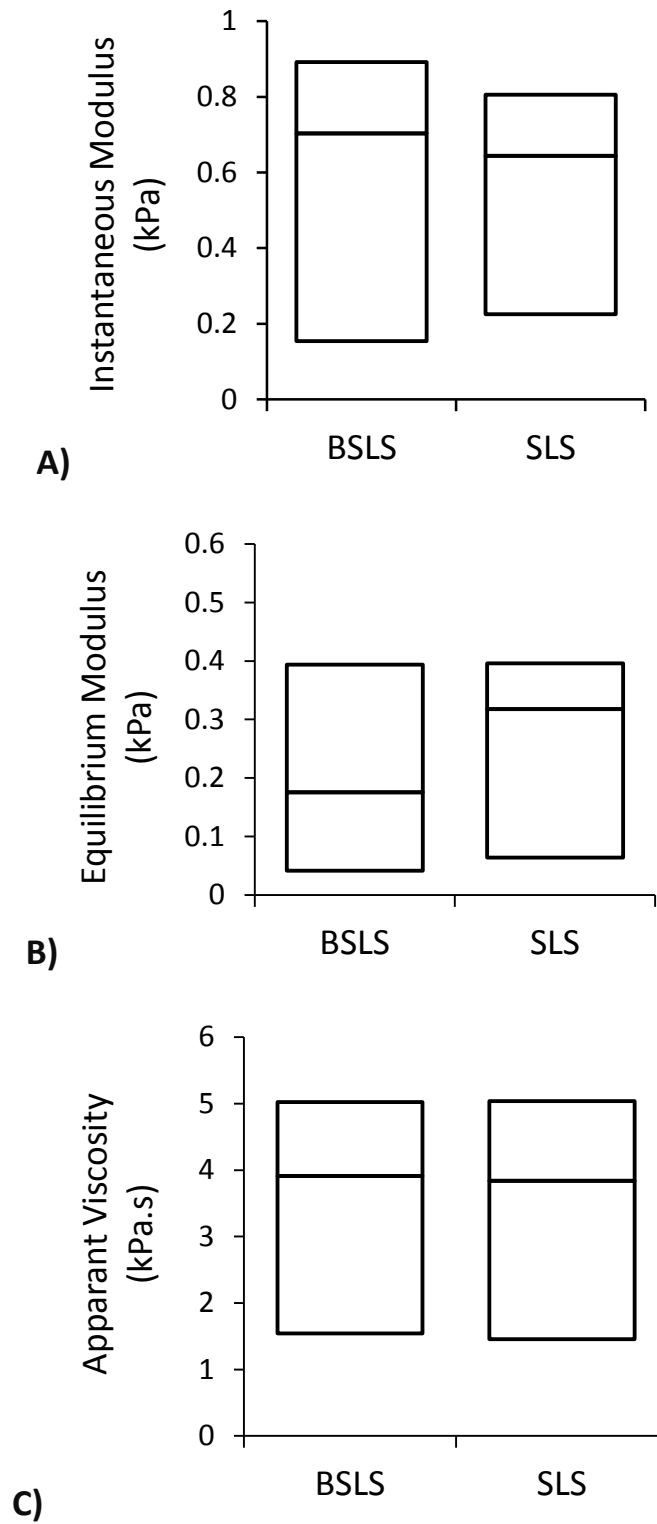 Instantaneous Modulus
(kPa)
1
0.8
0.6
0.4
0.2
0
BSLS SLS
A)
Equilibrium Modulus
(kPa)
0.6
0.5
0.4
0.3
0.2
0.1
0
BSLS SLS
B)
Apparant Viscosity
(kPa.s)
6
5
4
3
2
1
0
BSLS SLS
C)